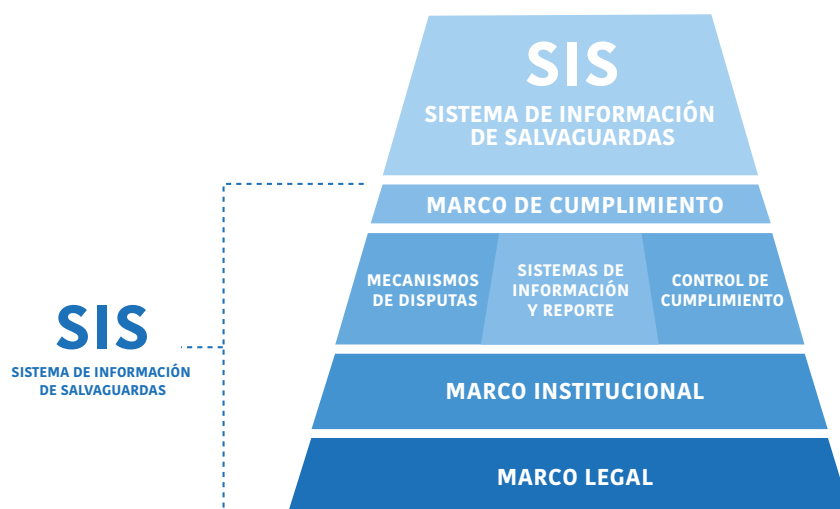 SIS
SISTEMA DE INFORMACIÓN
DE SALVAGUARDAS
MARCO DE CUMPLIMIENTO
MECANISMOS
DE DISPUTAS
SISTEMAS DE
INFORMACIÓN
Y REPORTE
CONTROL DE
CUMPLIMIENTO
SIS
SISTEMA DE INFORMACIÓN
DE SALVAGUARDAS
MARCO INSTITUCIONAL
MARCO LEGAL